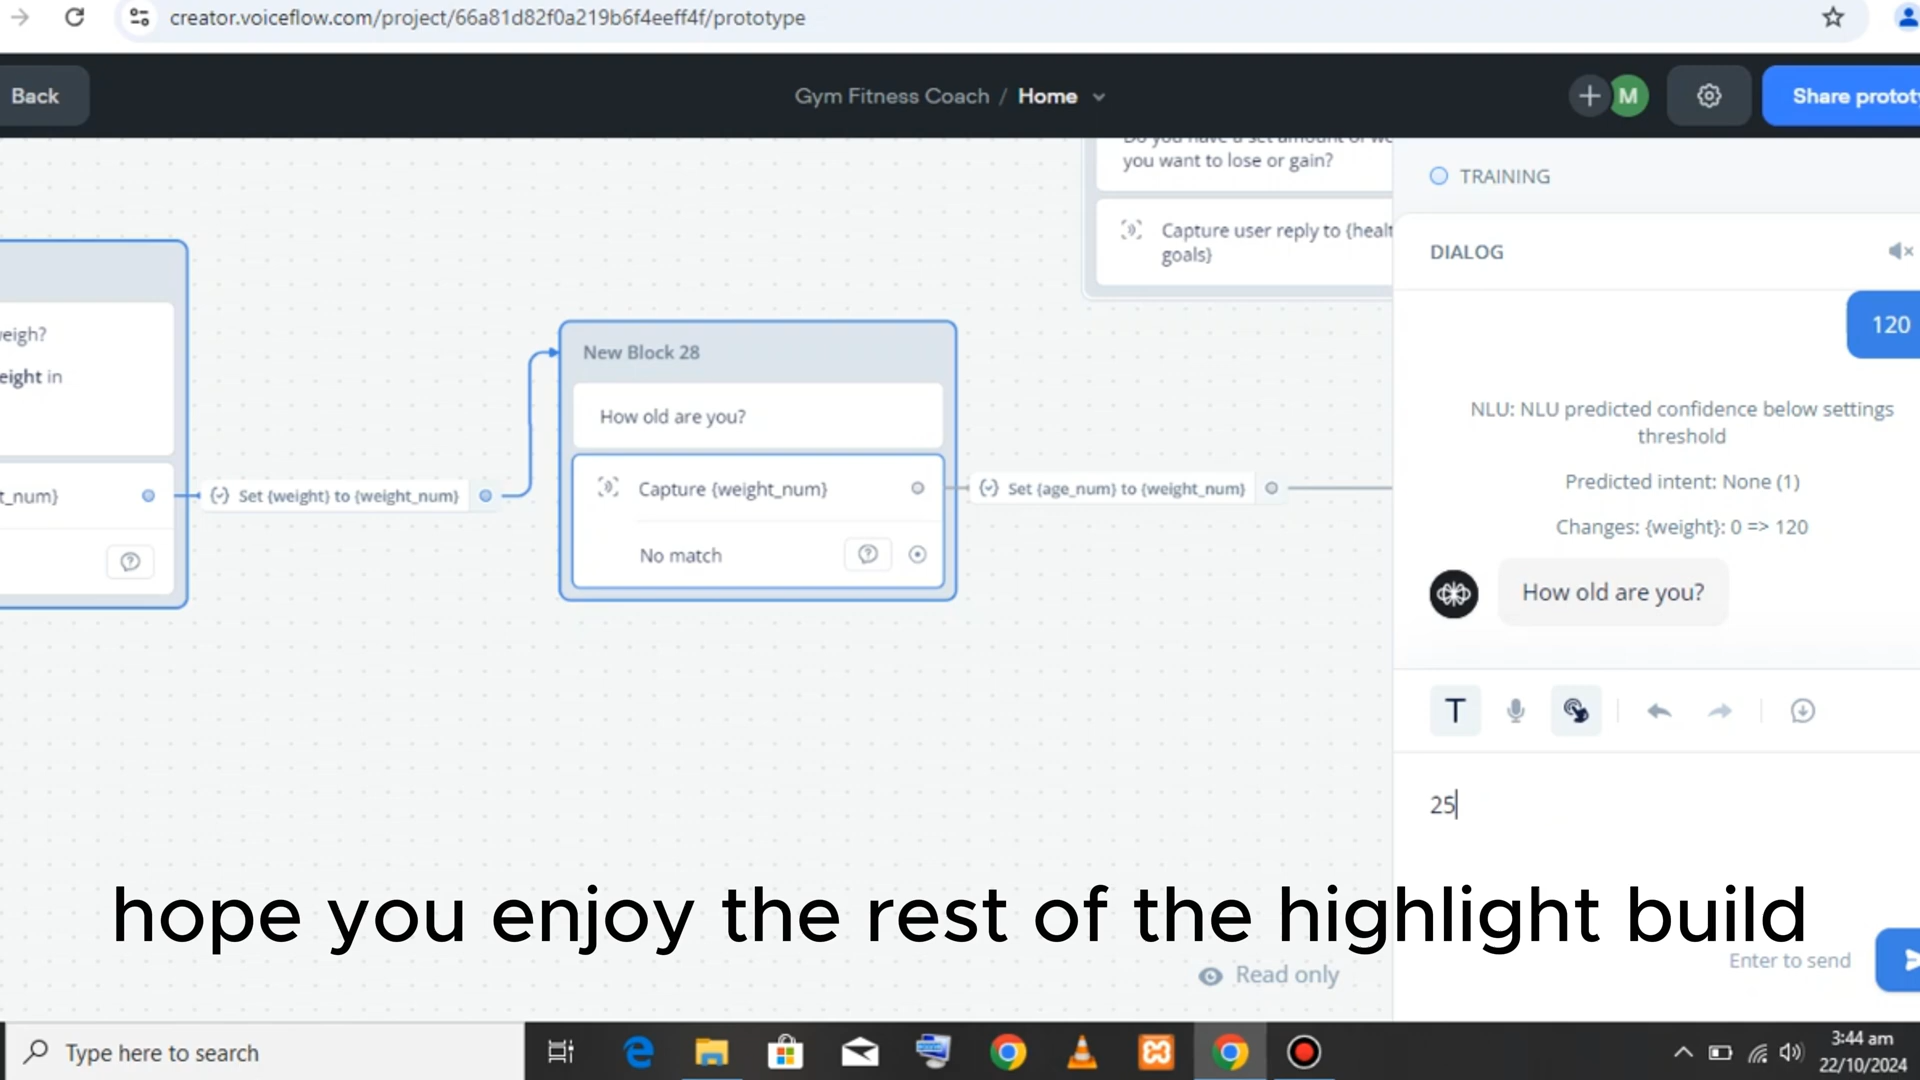 creator.voiceflow.com/project/66a81d82f0a219b6f4eeff4f/prototype
Back
Gym Fitness Coach / Home
M
Share protot
you want to lose or gain?
Capture user reply to {healt
goals}
TRAINING
DIALOG
120
NLU: NLU predicted confidence below settings
threshold
Predicted intent: None (1)
Changes: {weight}: 0 => 120
How old are you?
veigh?
eight in
t_num}
Set {weight} to {weight_num}
New Block 28
How old are you?
Capture {weight_num}
No match
Set {age_num} to {weight_num}
T
25
hope you enjoy the rest of the highlight build
Enter to send
Read only
Type here to search
3:44 am
22/10/2024